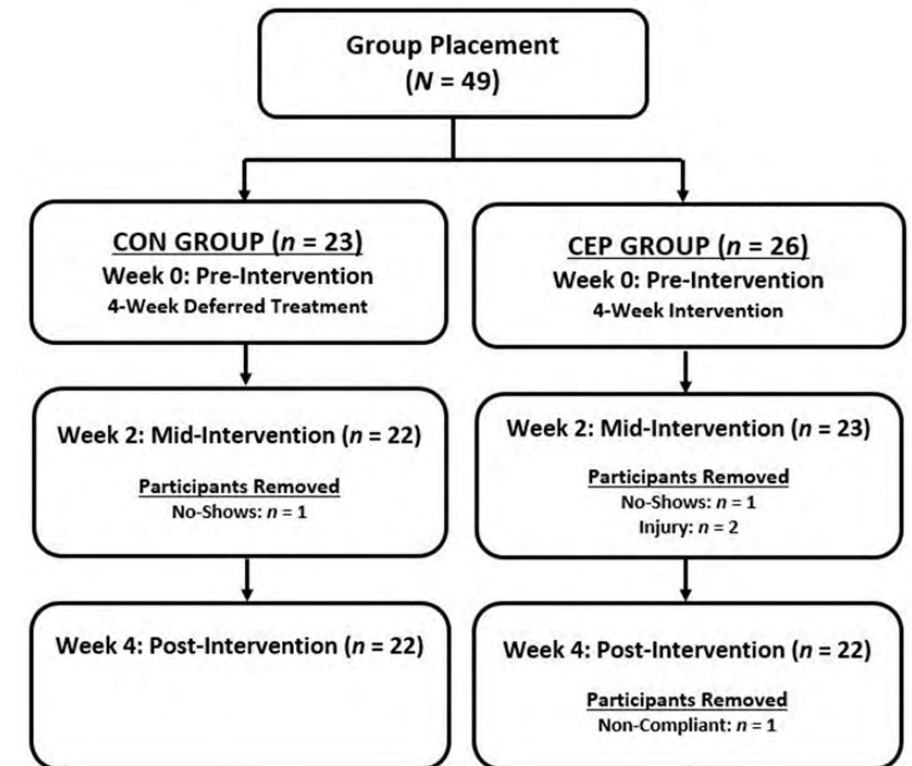 Group Placement
(N = 49)
CON GROUP (n = 23)
Week 0: Pre-Intervention
4-Week Deferred Treatment
CEP GROUP (n = 26)
Week 0: Pre-Intervention
4-Week Intervention
Week 2: Mid-Intervention (n = 22)
Participants Removed
No-Shows: n = 1
Week 2: Mid-Intervention (n = 23)
Participants Removed
No-Shows: n = 1
Injury: n = 2
Week 4: Post-Intervention (n = 22)
Week 4: Post-Intervention (n = 22)
Participants Removed
Non-Compliant: n = 1